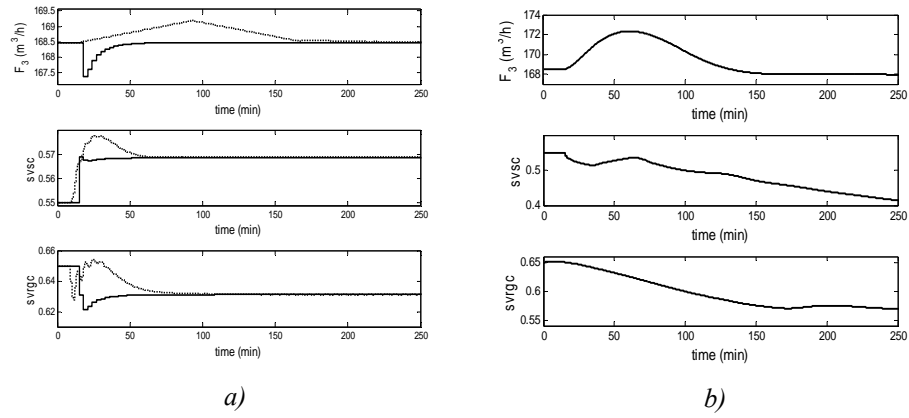 169.5
169
168.5
168
167.5
F3 (m3/h)
0 50 100 150 200 250
time (min)
0.57
0.56
0.55
svsc
0 50 100 150 200 250
time (min)
0.66
0.64
0.62
svrgc
0 50 100 150 200 250
time (min)
a)
174
172
170
168
F3 (m3/h)
0 50 100 150 200 250
time (min)
0.5
0.4
svsc
0 50 100 150 200 250
time (min)
0.65
0.6
0.55
svrgc
0 50 100 150 200 250
time (min)
b)